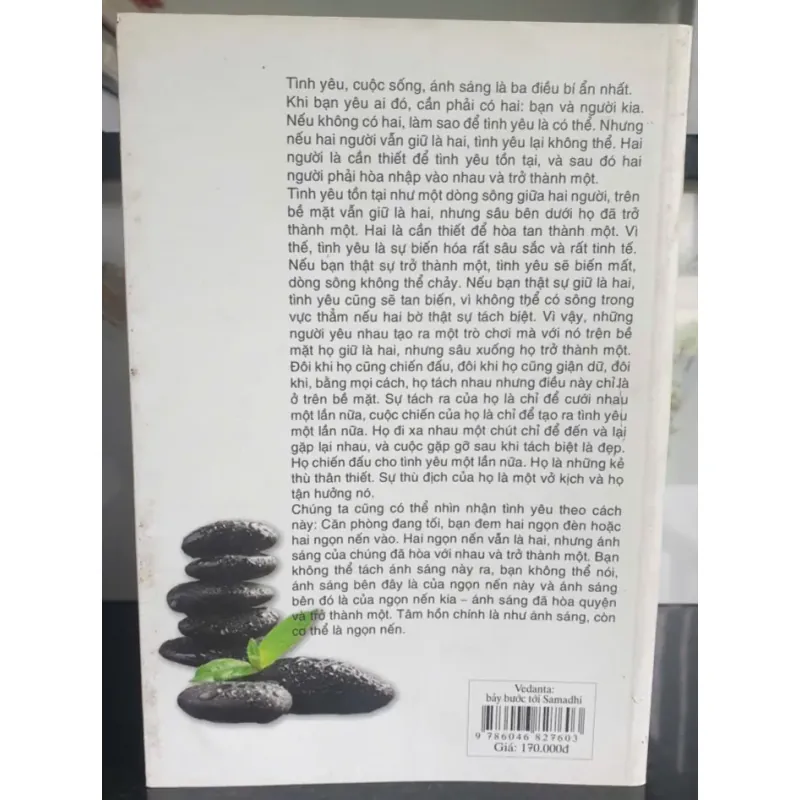 Tình yêu, cuộc sống, ánh sáng là ba điều bí ẩn nhất.
Khi bạn yêu ai đó, cần phải có hai: bạn và người kia.
Nếu không có hai, làm sao để tình yêu là có thể. Nhưng
nếu hai người vẫn giữ là hai, tình yêu lại không thể. Hai
người là cần thiết để tình yêu tồn tại, và sau đó hai
người phải hòa nhập vào nhau và trở thành một.
Tình yêu tồn tại như một dòng sông giữa hai người, trên
bề mặt vẫn giữ là hai, nhưng sâu bên dưới họ đã trở
thành một. Hai là cần thiết để hòa tan thành một. Vì
thế, tình yêu là sự biến hóa rất sâu sắc và rất tinh tế.
Nếu bạn thật sự trở thành một, tình yêu sẽ biến mất,
dòng sông không thể chảy. Nếu bạn thật sự giữ là hai,
tình yêu cũng sẽ tan biến, vì không thể có sông trong
vực thẳm nếu hai bờ thật sự tách biệt. Vì vậy, những
người yêu nhau tạo ra một trò chơi mà với nó trên bề
mặt họ giữ là hai, nhưng sâu xuống họ trở thành một.
Đôi khi họ cũng chiến đấu, đôi khi họ cũng giận dữ, đôi
khi, bằng mọi cách, họ tách nhau nhưng điều này chỉ là
ở trên bề mặt. Sự tách ra của họ là chỉ để cưới nhau
một lần nữa, cuộc chiến của họ là chỉ để tạo ra tình yêu
một lần nữa. Họ đi xa nhau một chút chỉ để đến và lại
gặp lại nhau, và cuộc gặp gỡ sau khi tách biệt là đẹp.
Họ chiến đấu cho tình yêu một lần nữa. Họ là những kẻ
thù thân thiết. Sự thù địch của họ là một vở kịch và họ
tận hưởng nó.
Chúng ta cũng có thể nhìn nhận tình yêu theo cách
này: Căn phòng đang tối, bạn đem hai ngọn đèn hoặc
hai ngọn nến vào. Hai ngọn nến vẫn là hai, nhưng ánh
sáng của chúng đã hòa với nhau và trở thành một. Bạn
không thể tách ánh sáng này ra, bạn không thể nói,
ánh sáng bên đây là của ngọn nến này và ánh sáng
bên đó là của ngọn nến kia – ánh sáng đã hòa quyện
và trở thành một. Tâm hồn chính là như ánh sáng, còn
cơ thể là ngọn nến.
Vedanta:
bảy bước tới Samadhi
9 786046 827603
Giá: 170.000đ